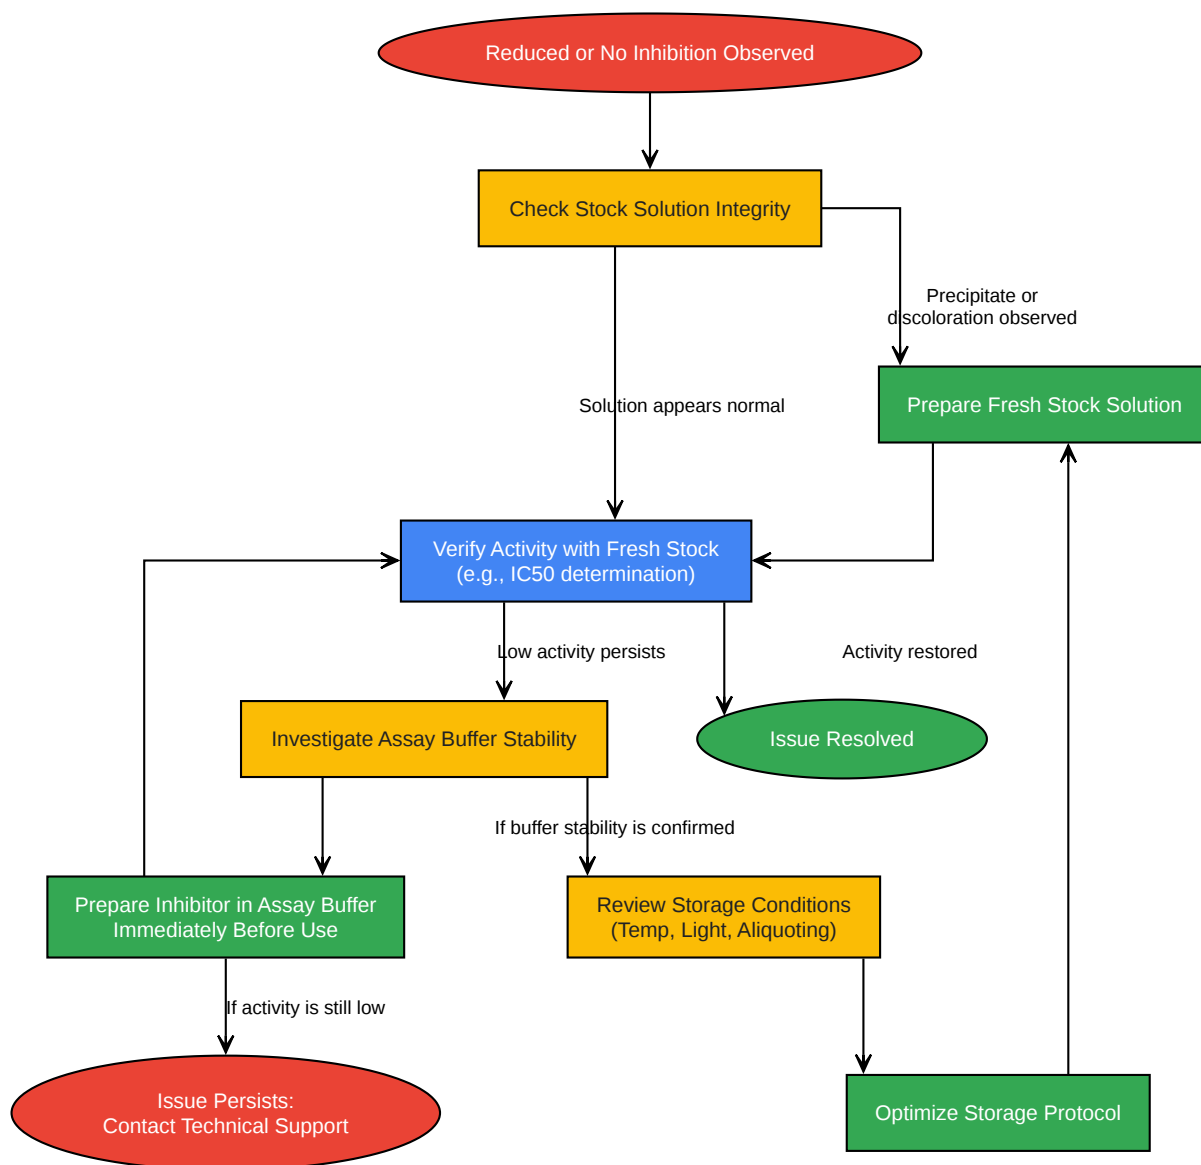 Reduced or No Inhibition Observed
Check Stock Solution Integrity
Precipitate or
discoloration observed
Solution appears normal
Prepare Fresh Stock Solution
Verify Activity with Fresh Stock
(e.g., IC50 determination)
Low activity persists
Activity restored
Investigate Assay Buffer Stability
Issue Resolved
If buffer stability is confirmed
Prepare Inhibitor in Assay Buffer
Immediately Before Use
Review Storage Conditions
(Temp, Light, Aliquoting)
If activity is still low
Issue Persists:
Contact Technical Support
Optimize Storage Protocol